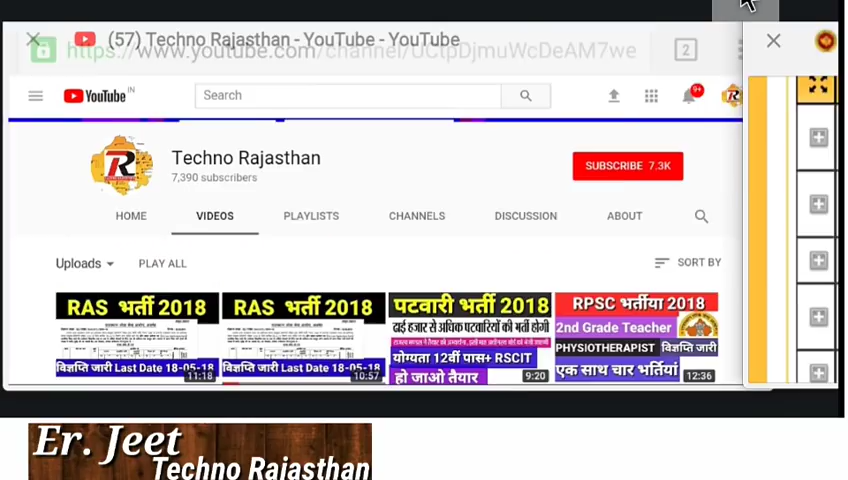 (57) Techno Rajasthan - YouTube - YouTube
https://www.youtube.com/channel/UCtpDjmuWcDeAM7we
2
YouTube IN
Search
9+
Techno Rajasthan
7,390 subscribers
SUBSCRIBE 7.3K
HOME VIDEOS PLAYLISTS CHANNELS DISCUSSION ABOUT
Uploads PLAY ALL SORT BY
RAS भर्ती 2018
विज्ञप्ति जारी Last Date 18-05-18
11:18
RAS भर्ती 2018
विज्ञप्ति जारी Last Date 18-05-18
10:57
पटवारी भर्ती 2018
ढाई हजार से अधिक पटवारियों की भर्ती होगी
योग्यता 12वीं पास+ RSCIT
हो जाओ तैयार
9:20
RPSC भर्तीया 2018
2nd Grade Teacher
PHYSIOTHERAPIST विज्ञप्ति जारी
एक साथ चार भर्तियां
12:36
Er. Jeet
Techno Rajasthan